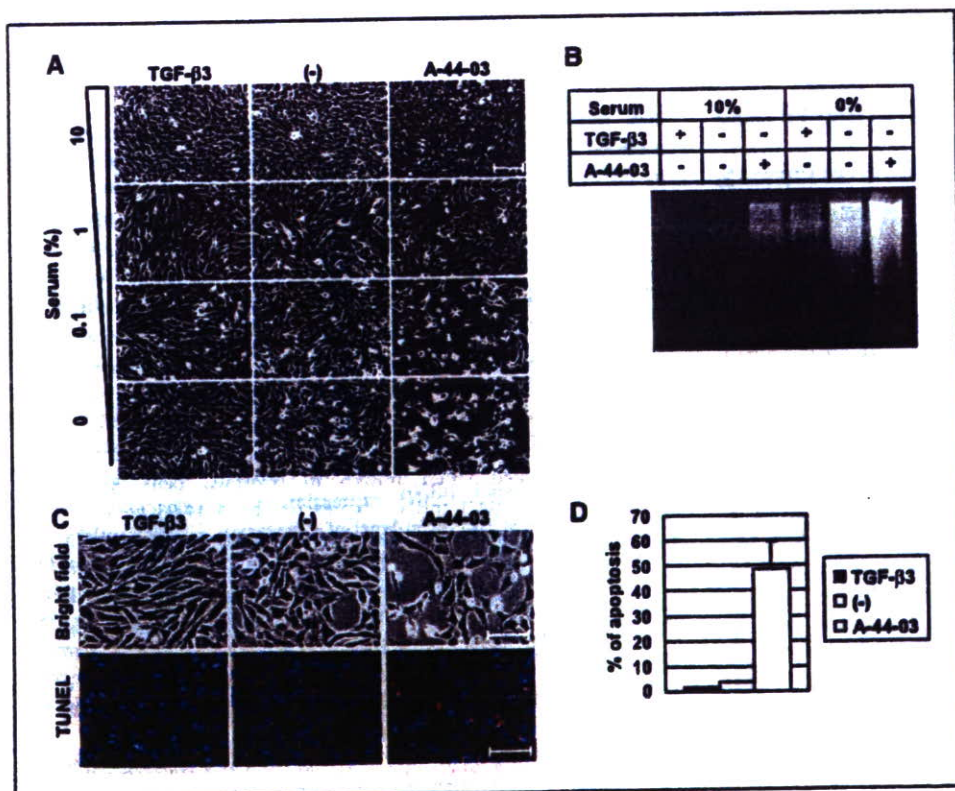 A
TGF-β3 (-) A-44-03
Serum (%)
10
1
0.1
0
B
Serum 10% 0%
TGF-β3 + - - + - -
A-44-03 - - + - - +
C
TGF-β3 (-) A-44-03
Bright field
TUNEL
D
% of apoptosis
70
60
50
40
30
20
10
0
TGF-β3
(-)
A-44-03